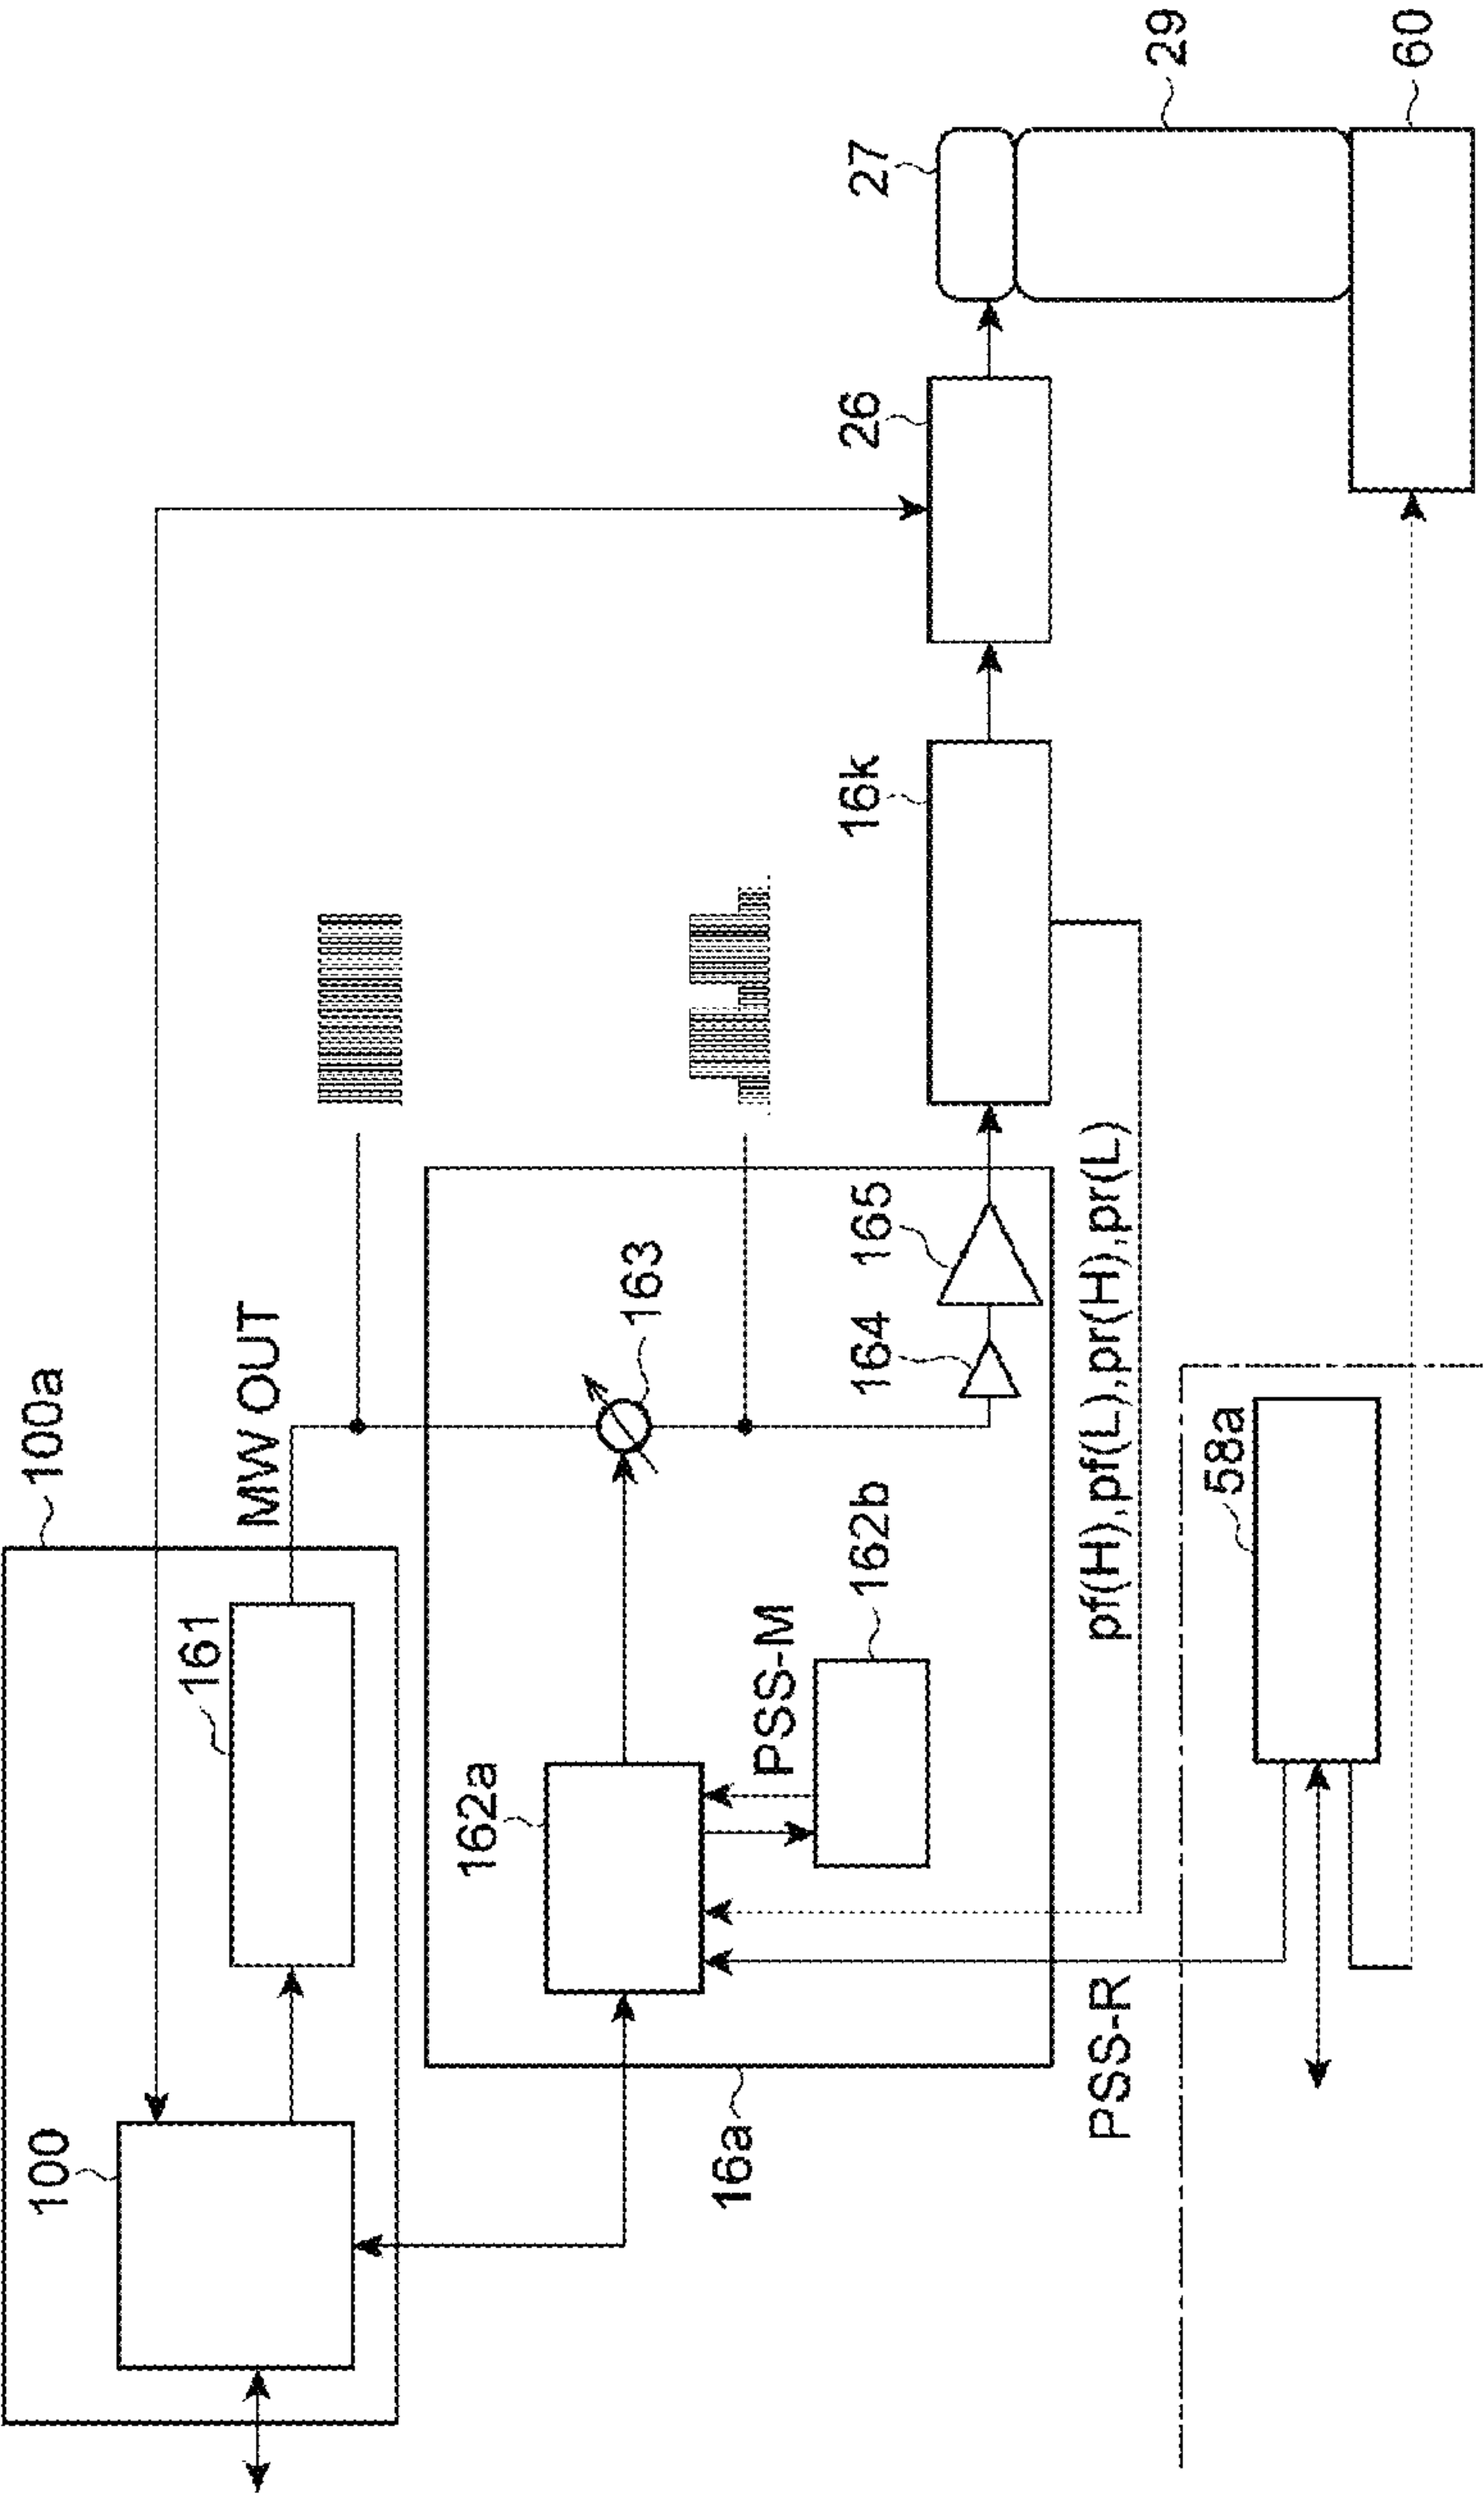 100a
100
161
MW OUT
163
162a
PSS-M
162b
164
165
16a
16k
26
27
29
60
pf(H),pf(L),pr(H),pr(L)
PSS-R
58a